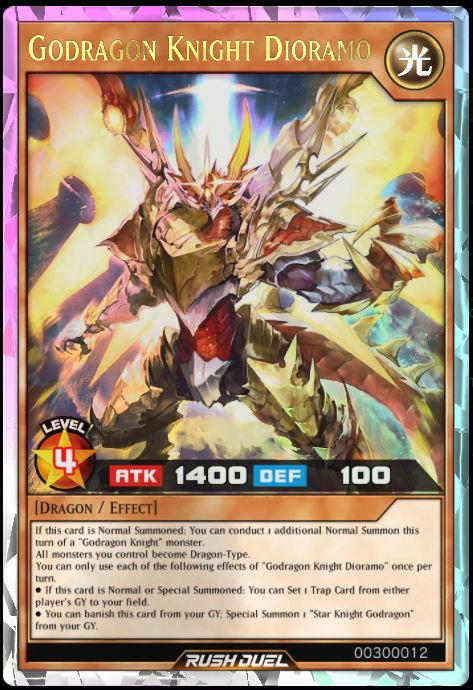 Godragon Knight Dioramo
光
LEVEL
4
ATK 1400 DEF 100
[Dragon / Effect]
If this card is Normal Summoned: You can conduct 1 additional Normal Summon this
turn of a "Godragon Knight" monster.
All monsters you control become Dragon-Type.
You can only use each of the following effects of "Godragon Knight Dioramo" once per
turn.
● If this card is Normal or Special Summoned: You can Set 1 Trap Card from either
player's GY to your field.
● You can banish this card from your GY; Special Summon 1 "Star Knight Godragon"
from your GY.
RUSH DUEL
00300012